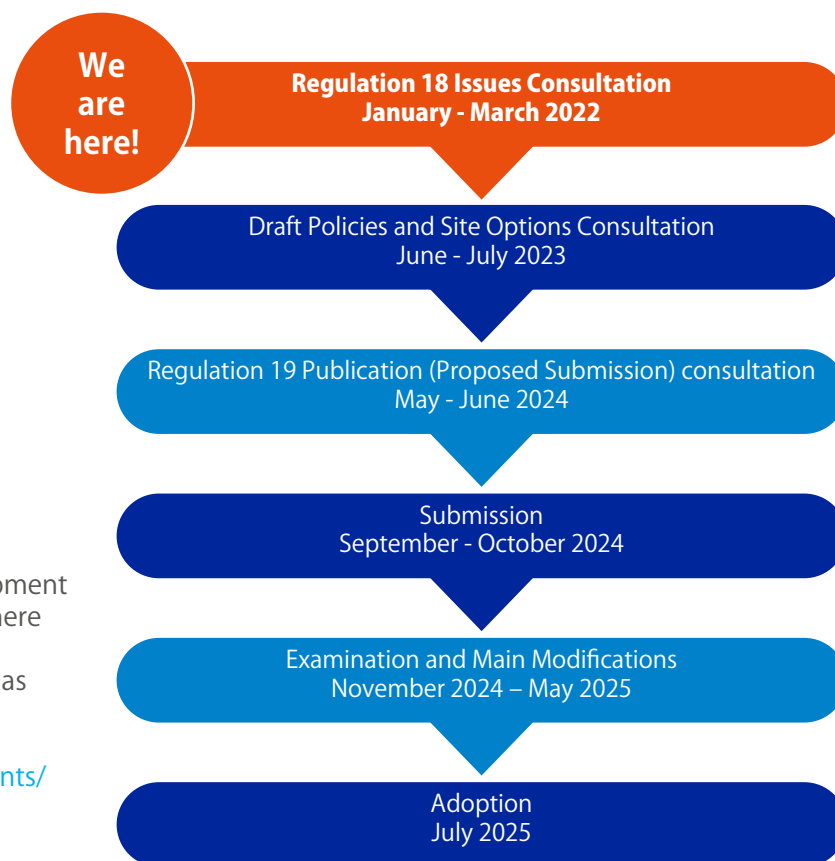 We
are
here!
Regulation 18 Issues Consultation
January - March 2022
Draft Policies and Site Options Consultation
June - July 2023
Regulation 19 Publication (Proposed Submission) consultation
May - June 2024
Submission
September - October 2024
Examination and Main Modifications
November 2024 – May 2025
Adoption
July 2025
pment
here
as
nts/